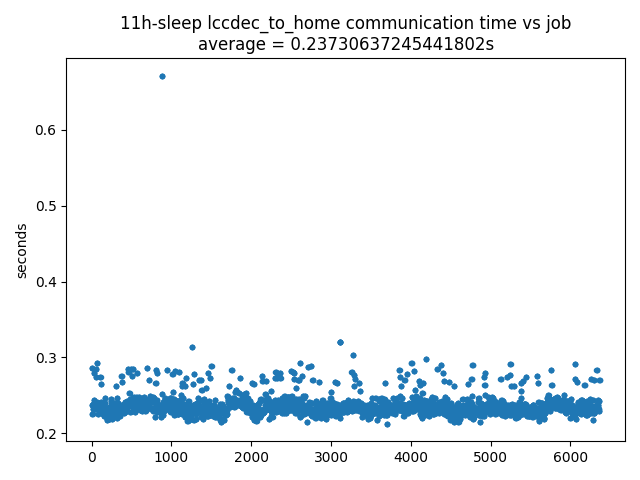 11h-sleep lccdec_to_home communication time vs job
average = 0.23730637245441802s
seconds
0.6
0.5
0.4
0.3
0.2
0 1000 2000 3000 4000 5000 6000